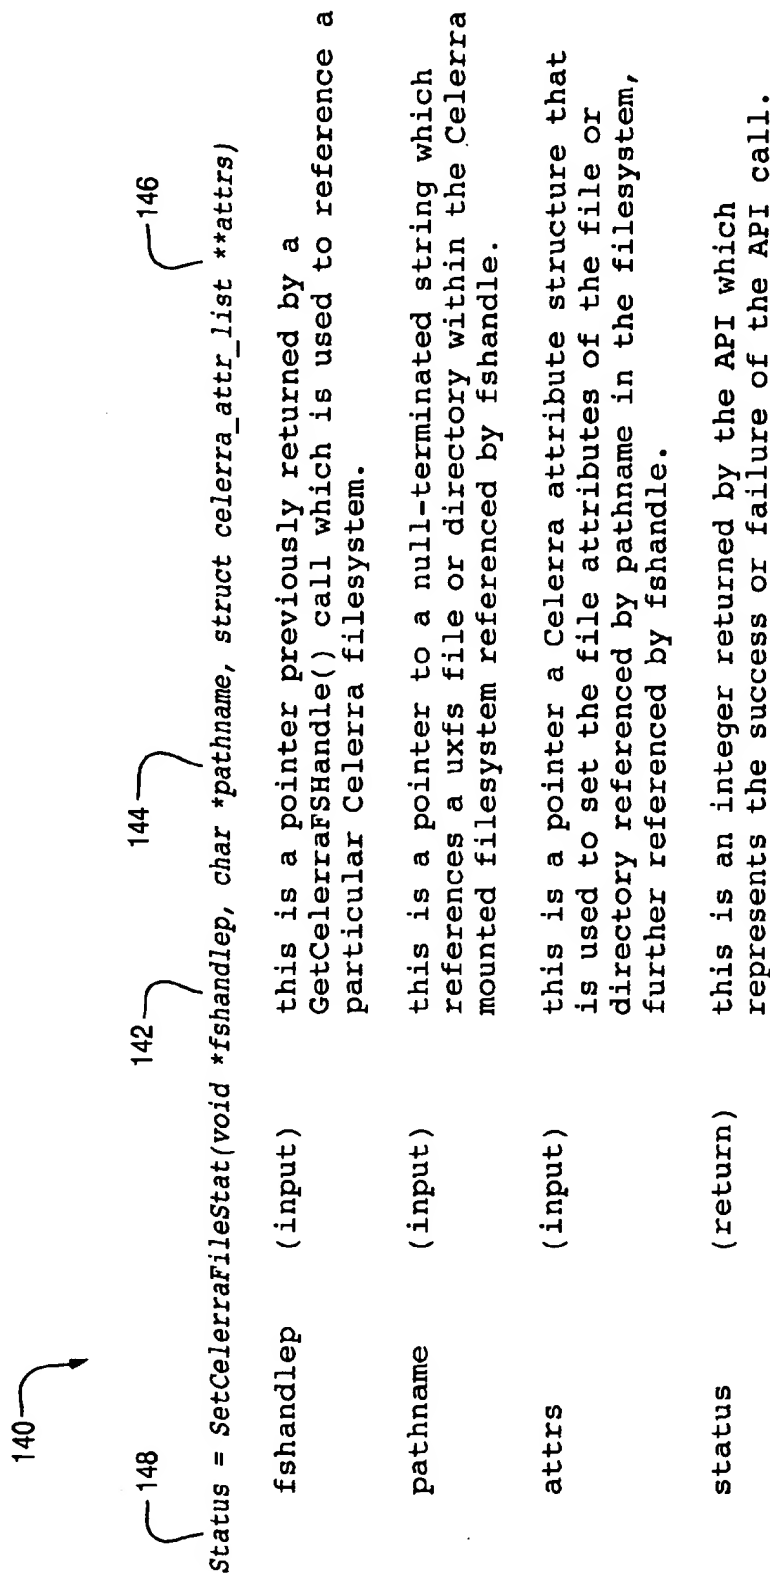 140
148
142
144
146
Status = SetCelerraFileStat(void *fshandlep, char *pathname, struct celerra_attr_list **attrs)
fshandlep (input) this is a pointer previously returned by a
GetCelerraFSHandle() call which is used to reference a
particular Celerra filesystem.
pathname (input) this is a pointer to a null-terminated string which
references a uxfs file or directory within the Celerra
mounted filesystem referenced by fshandle.
attrs (input) this is a pointer a Celerra attribute structure that
is used to set the file attributes of the file or
directory referenced by pathname in the filesystem,
further referenced by fshandle.
status (return) this is an integer returned by the API which
represents the success or failure of the API call.